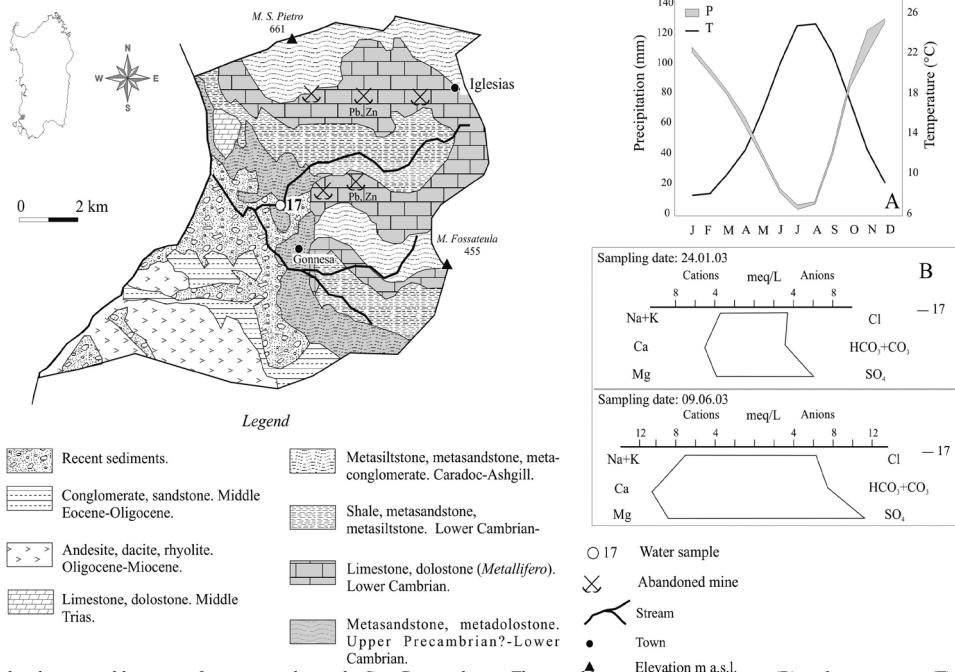 M. S. Pietro
661
N
W E
S
Iglesias
Pb, Zn
0 2 km
17
Pb, Zn
M. Fossateula
455
Gonnesa
Legend
Recent sediments.
Conglomerate, sandstone. Middle
Eocene-Oligocene.
Andesite, dacite, rhyolite.
Oligocene-Miocene.
Limestone, dolostone. Middle
Trias.
Metasiltstone, metasandstone, meta-
conglomerate. Caradoc-Ashgill.
Shale, metasandstone,
metasiltstone. Lower Cambrian-
Limestone, dolostone (Metallifero).
Lower Cambrian.
Metasandstone, metadolostone.
Upper Precambrian?-Lower
Cambrian.
P
T
Precipitation (mm)
140
120
100
80
60
40
20
0
Temperature (°C)
26
22
18
14
10
6
A
J F M A M J J A S O N D
Sampling date: 24.01.03
B
Cations meq/L Anions
8 4 4 8
17
Na+K Cl
Ca HCO₃+CO₃
Mg SO₄
Sampling date: 09.06.03
Cations meq/L Anions
12 8 4 4 8 12
17
Na+K Cl
Ca HCO₃+CO₃
Mg SO₄
17 Water sample
Abandoned mine
Stream
Town
Elevation m a.s.l.